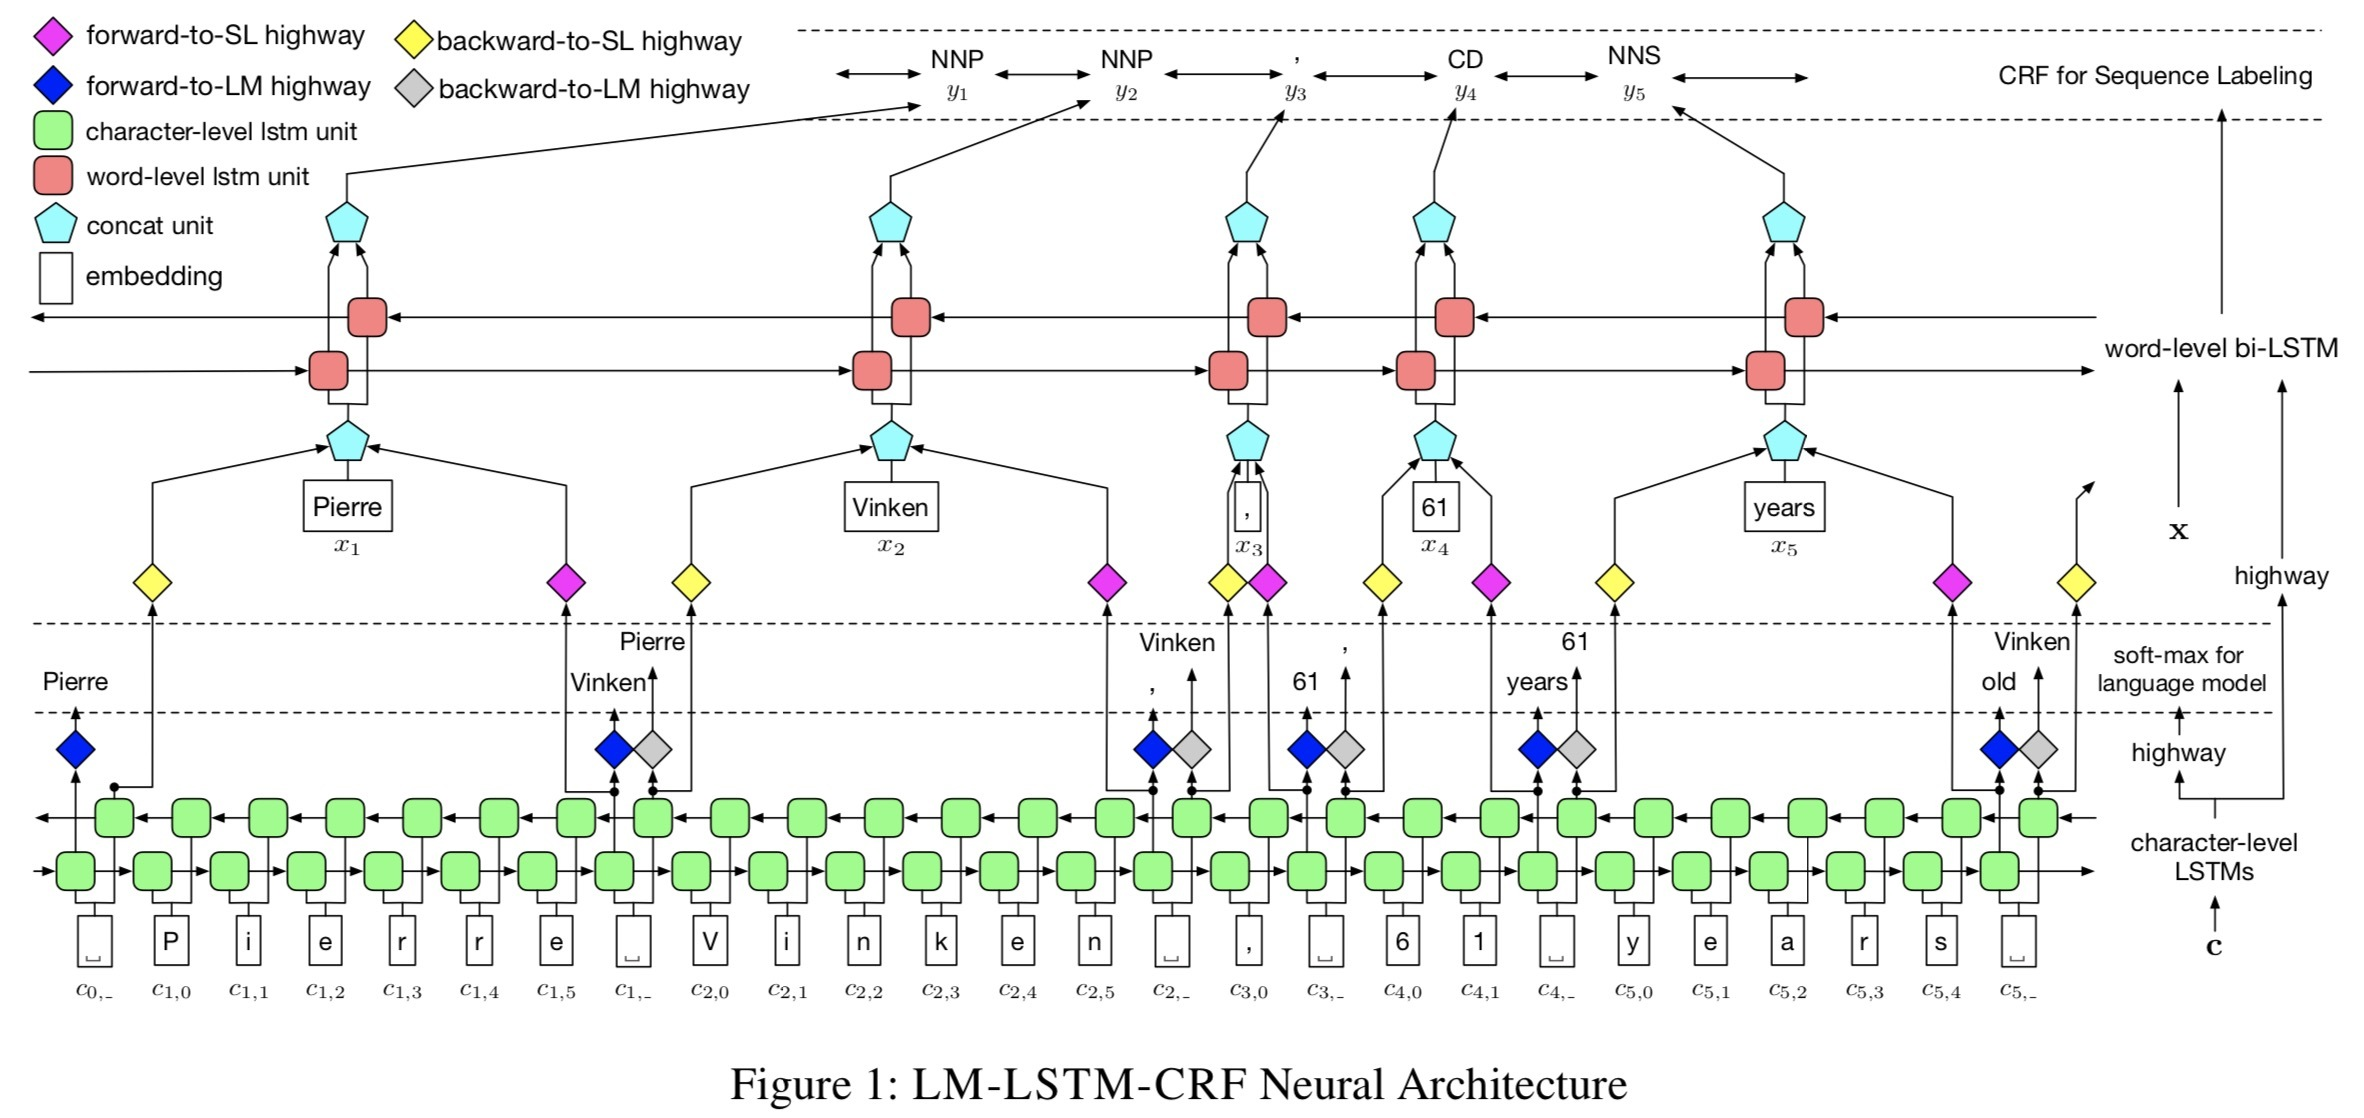 forward-to-SL highway
backward-to-SL highway
forward-to-LM highway
backward-to-LM highway
character-level lstm unit
word-level lstm unit
concat unit
embedding
NNP NNP , CD NNS
y1 y2 y3 y4 y5
CRF for Sequence Labeling
word-level bi-LSTM
Pierre Vinken , 61 years
x1 x2 x3 x4 x5
x
highway
Pierre Vinken , 61 Vinken
Pierre Vinken , 61 years old
soft-max for
language model
highway
character-level
LSTMs
␣ P i e r r e ␣ V i n k e n ␣ , ␣ 6 1 ␣ y e a r s ␣
c
c0,_ c1,0 c1,1 c1,2 c1,3 c1,4 c1,5 c1,_ c2,0 c2,1 c2,2 c2,3 c2,4 c2,5 c2,_ c3,0 c3,_ c4,0 c4,1 c4,_ c5,0 c5,1 c5,2 c5,3 c5,4 c5,_
Figure 1: LM-LSTM-CRF Neural Architecture